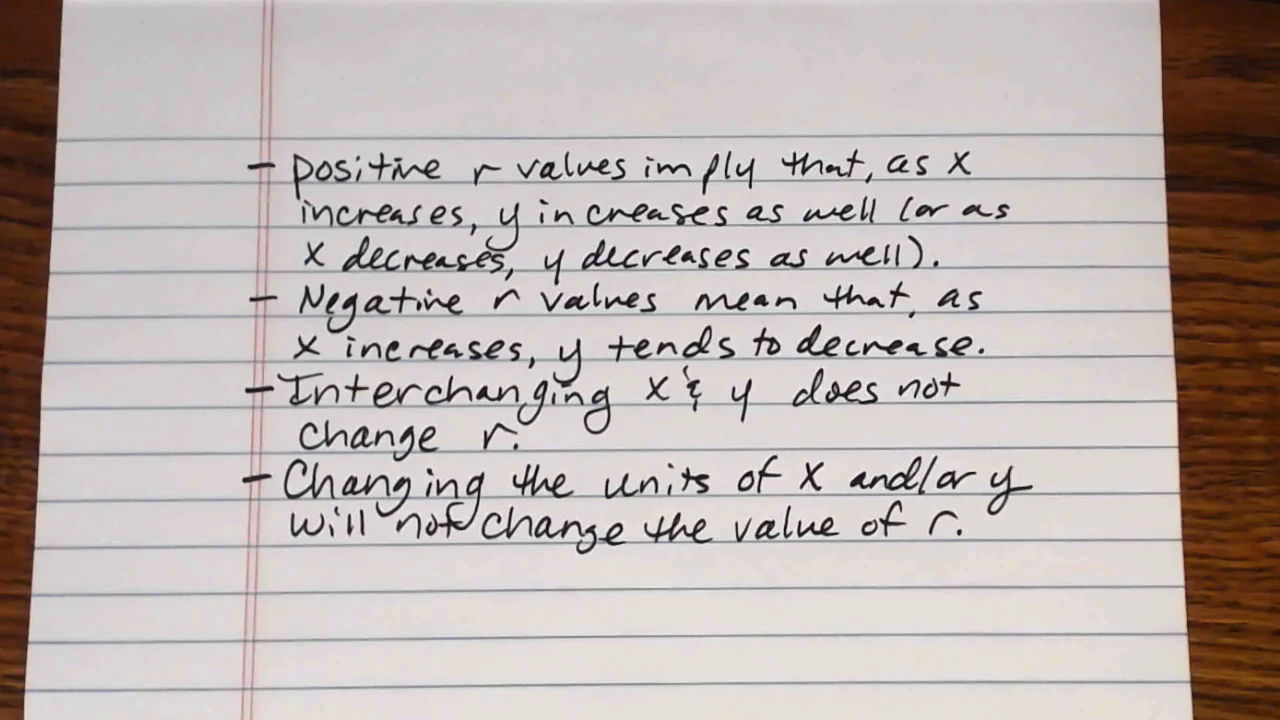 - positive r values imply that, as x
increases, y increases as well (or as
x decreases, y decreases as well).
- Negative r values mean that, as
x increases, y tends to decrease.
- Interchanging x & y does not
change r.
- Changing the units of x and/or y
will not change the value of r.